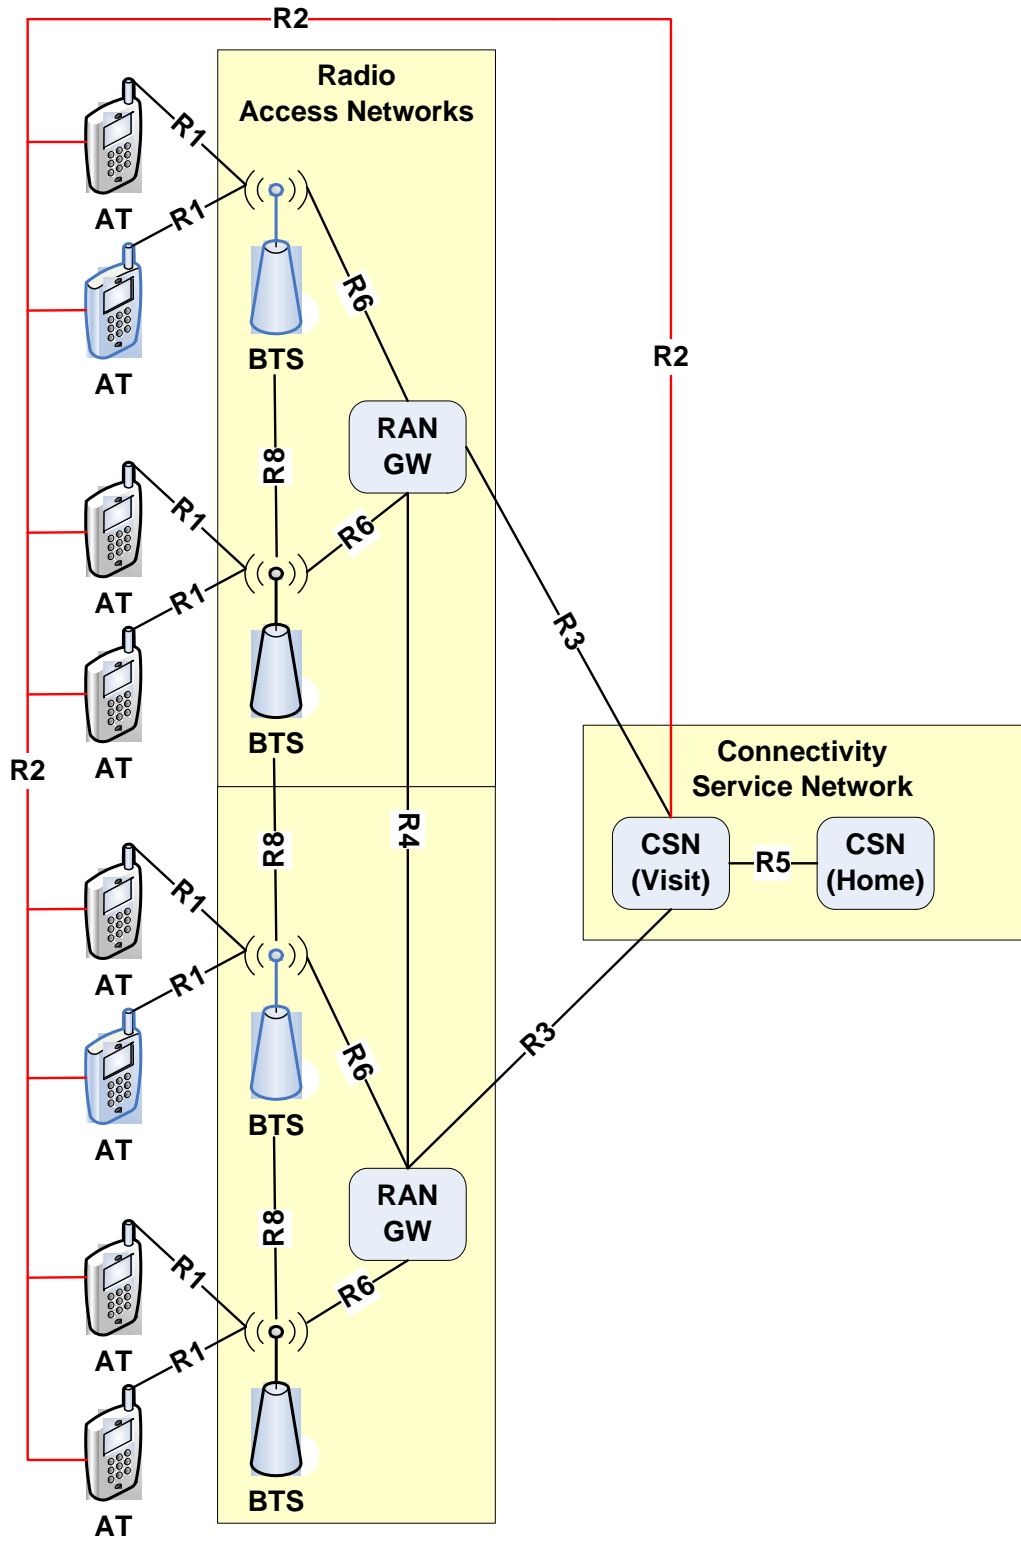 R2
Radio
Access Networks
R1
AT
R1
AT
BTS
R6
R2
RAN
GW
R8
R1
R6
AT
R1
R3
AT
BTS
R2
Connectivity
Service Network
R4
R8
CSN
(Visit)
R5
CSN
(Home)
R1
AT
R1
R6
R3
BTS
AT
RAN
GW
R8
R1
R6
AT
R1
BTS
AT